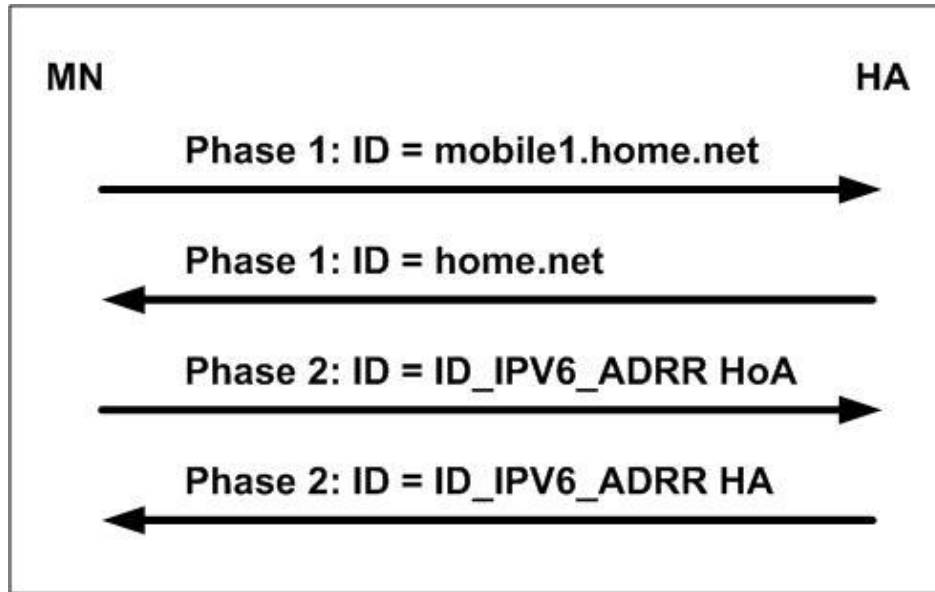 MN HA
Phase 1: ID = mobile1.home.net
Phase 1: ID = home.net
Phase 2: ID = ID_IPV6_ADRR HoA
Phase 2: ID = ID_IPV6_ADRR HA